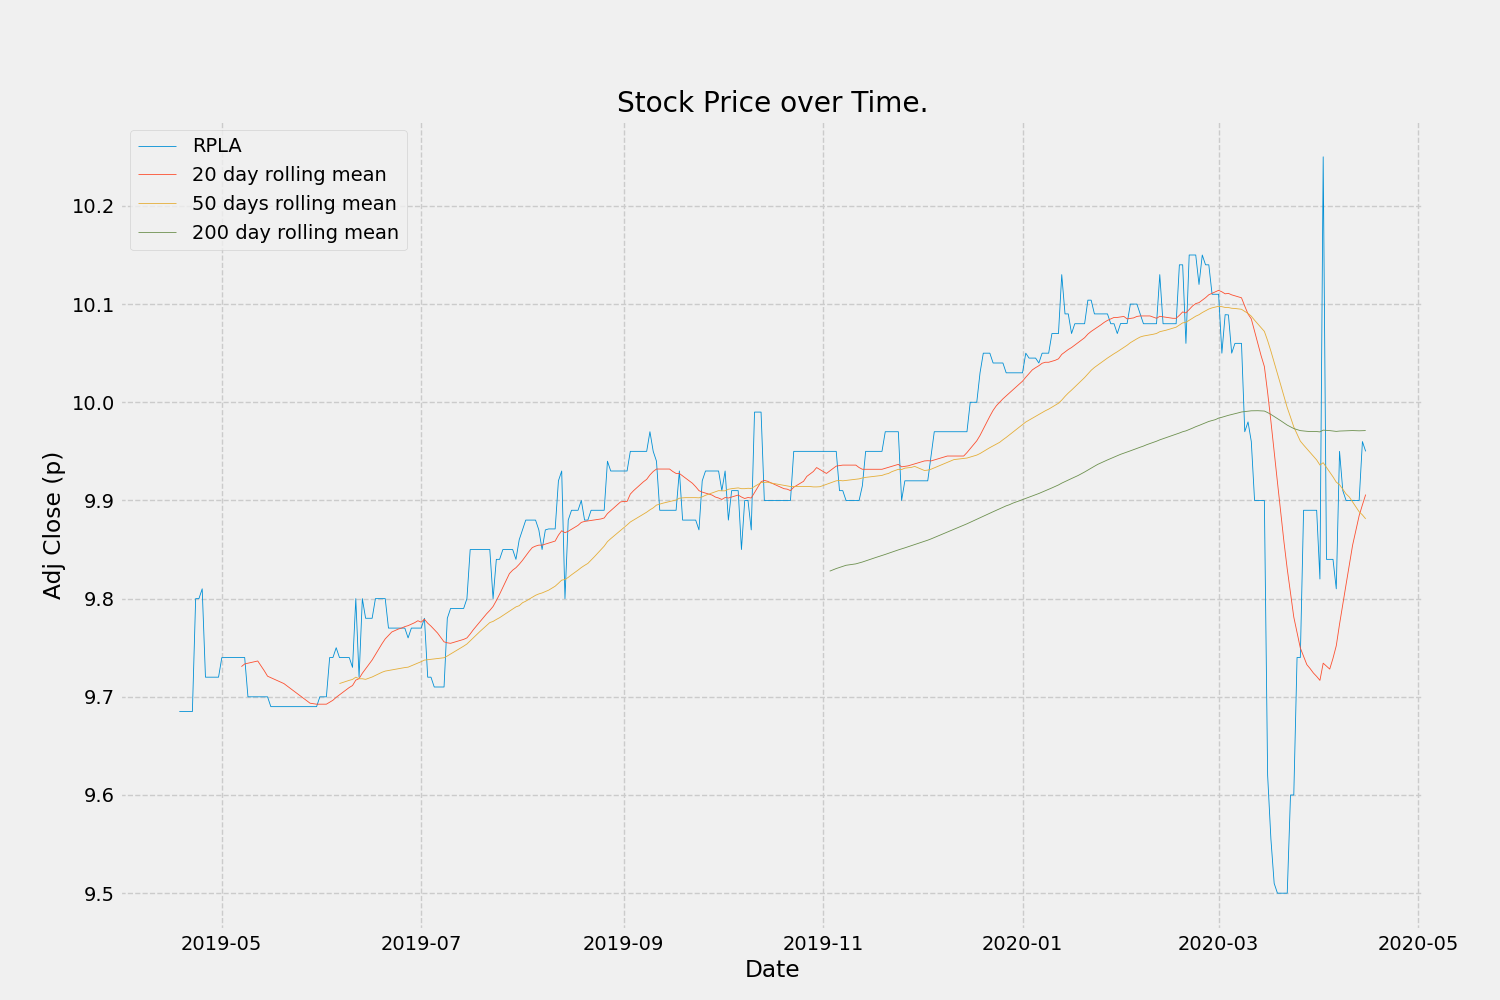 Stock Price over Time.
RPLA
20 day rolling mean
50 days rolling mean
200 day rolling mean
Adj Close (p)
10.2
10.1
10.0
9.9
9.8
9.7
9.6
9.5
2019-05 2019-07 2019-09 2019-11 2020-01 2020-03 2020-05
Date